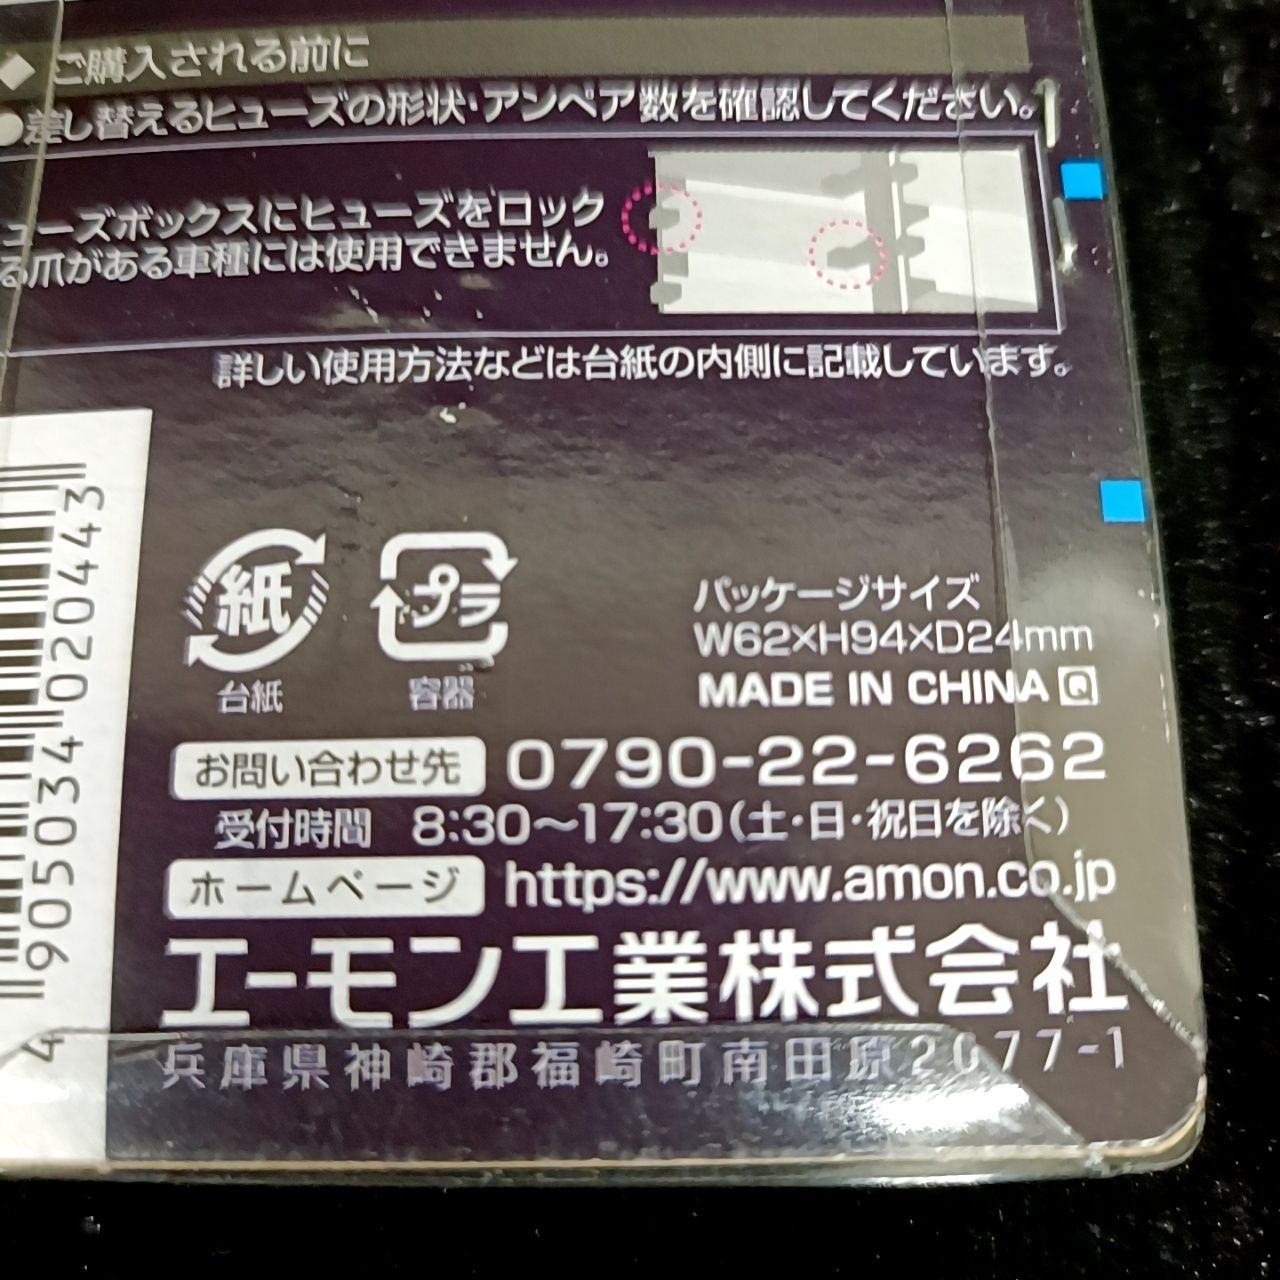 ◆ご購入される前に
●差し替えるヒューズの形状・アンペア数を確認してください。
ューズボックスにヒューズをロック
る爪がある車種には使用できません。
詳しい使用方法などは台紙の内側に記載しています。
4 905034 020443
紙
台紙
プラ
容器
パッケージサイズ
W62×H94×D24mm
MADE IN CHINA Q
お問い合わせ先 0790-22-6262
受付時間 8:30〜17:30(土・日・祝日を除く)
ホームページ https://www.amon.co.jp
エーモン工業株式会社
兵庫県神崎郡福崎町南田原2077-1